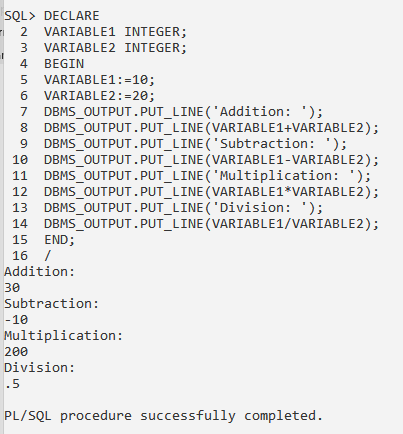 SQL> DECLARE
2 VARIABLE1 INTEGER;
3 VARIABLE2 INTEGER;
4 BEGIN
5 VARIABLE1:=10;
6 VARIABLE2:=20;
7 DBMS_OUTPUT.PUT_LINE('Addition: ');
8 DBMS_OUTPUT.PUT_LINE(VARIABLE1+VARIABLE2);
9 DBMS_OUTPUT.PUT_LINE('Subtraction: ');
10 DBMS_OUTPUT.PUT_LINE(VARIABLE1-VARIABLE2);
11 DBMS_OUTPUT.PUT_LINE('Multiplication: ');
12 DBMS_OUTPUT.PUT_LINE(VARIABLE1*VARIABLE2);
13 DBMS_OUTPUT.PUT_LINE('Division: ');
14 DBMS_OUTPUT.PUT_LINE(VARIABLE1/VARIABLE2);
15 END;
16 /
Addition:
30
Subtraction:
-10
Multiplication:
200
Division:
.5
PL/SQL procedure successfully completed.